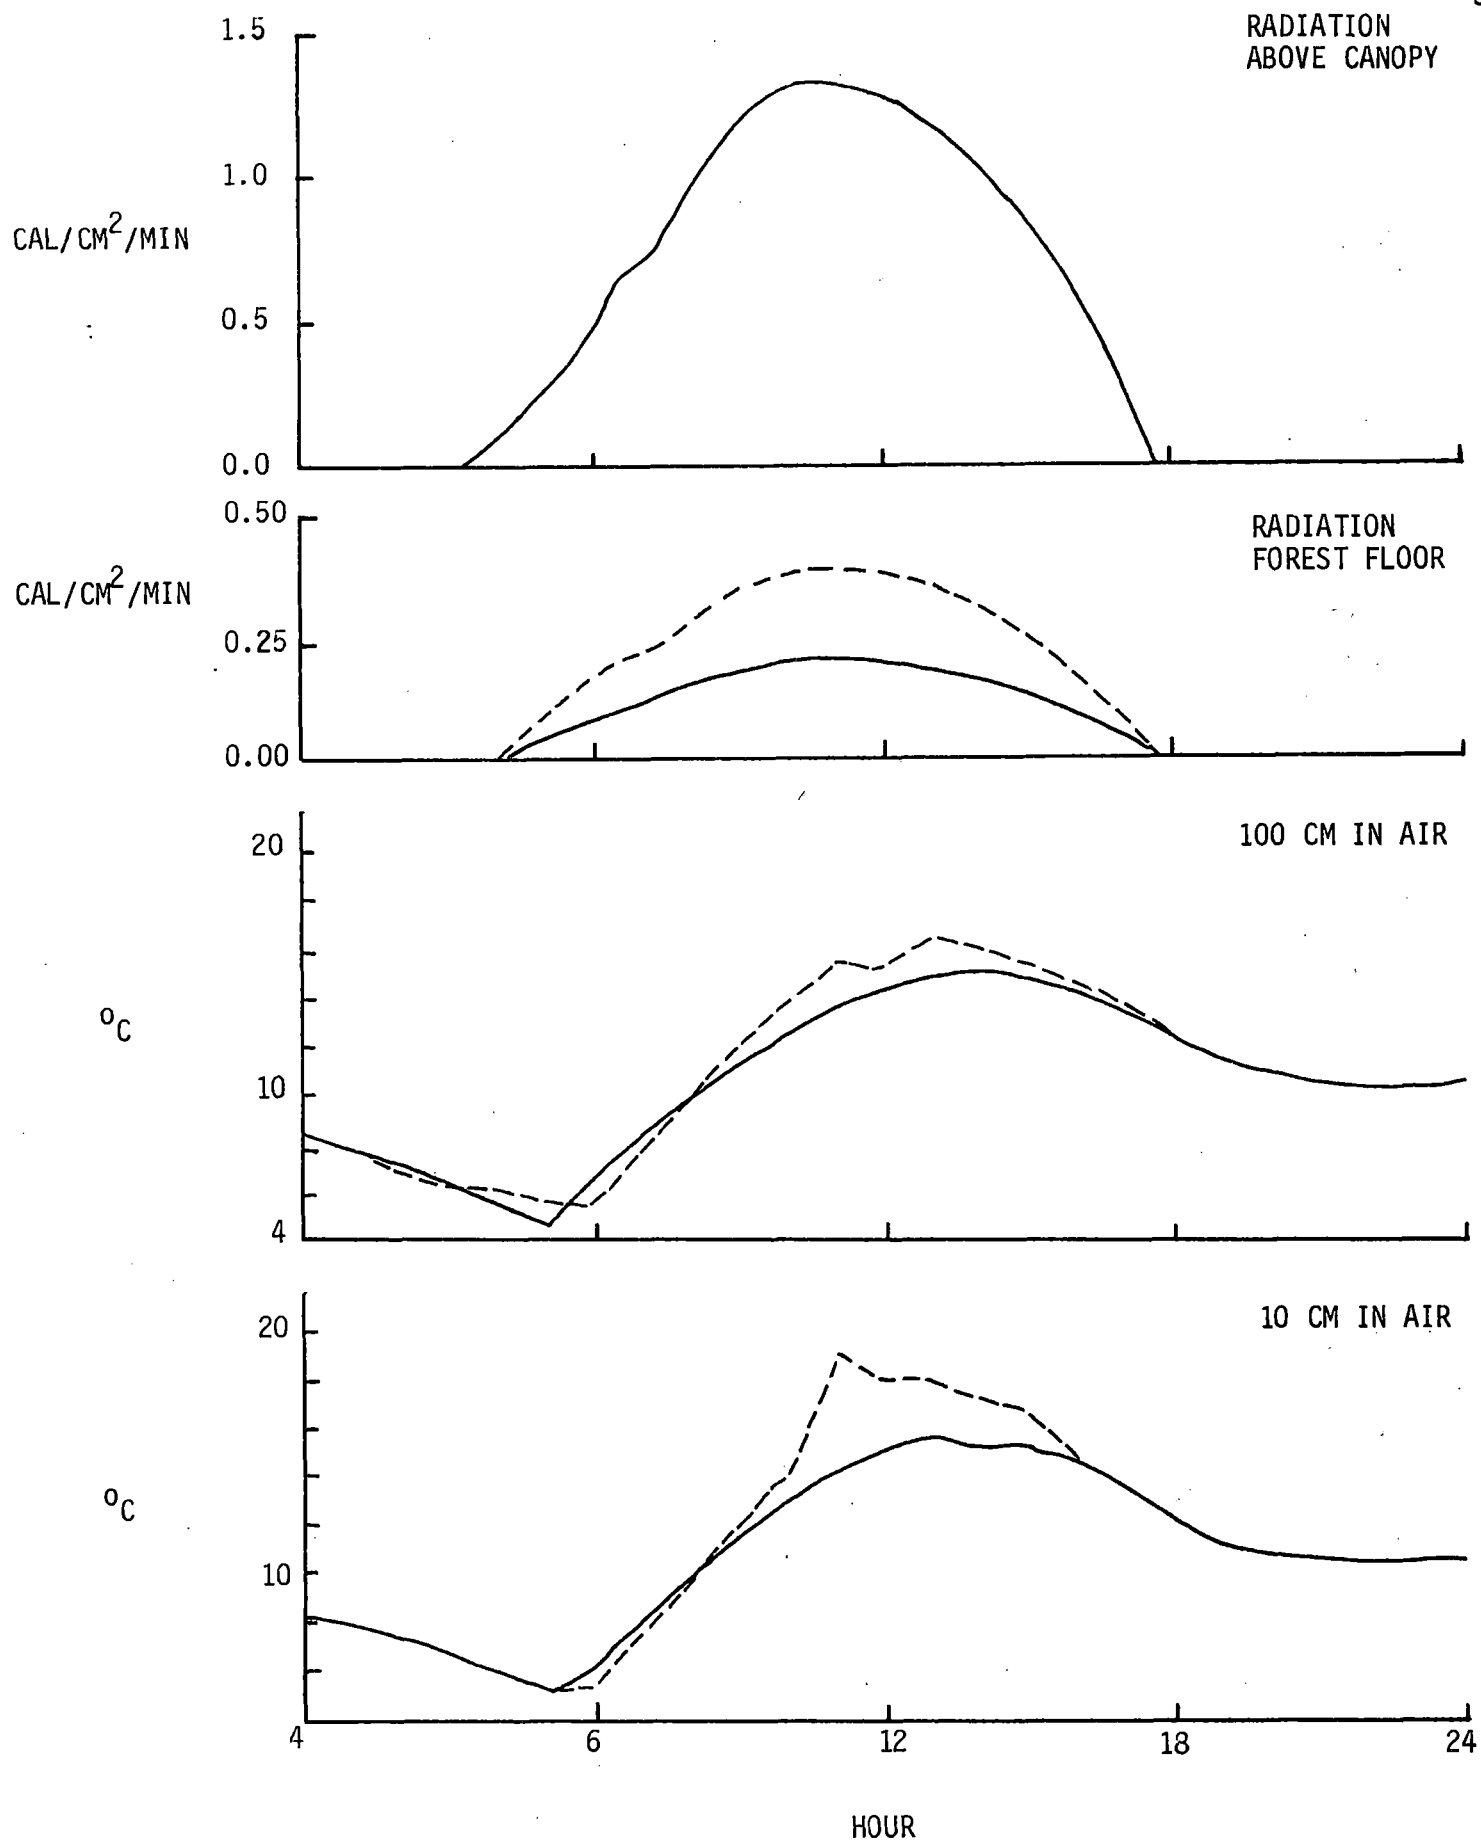 RADIATION
ABOVE CANOPY
1.5
1.0
CAL/CM2/MIN
0.5
0.0
0.50
RADIATION
FOREST FLOOR
CAL/CM2/MIN
0.25
0.00
20
100 CM IN AIR
oC
10
4
20
10 CM IN AIR
oC
10
4 6 12 18 24
HOUR